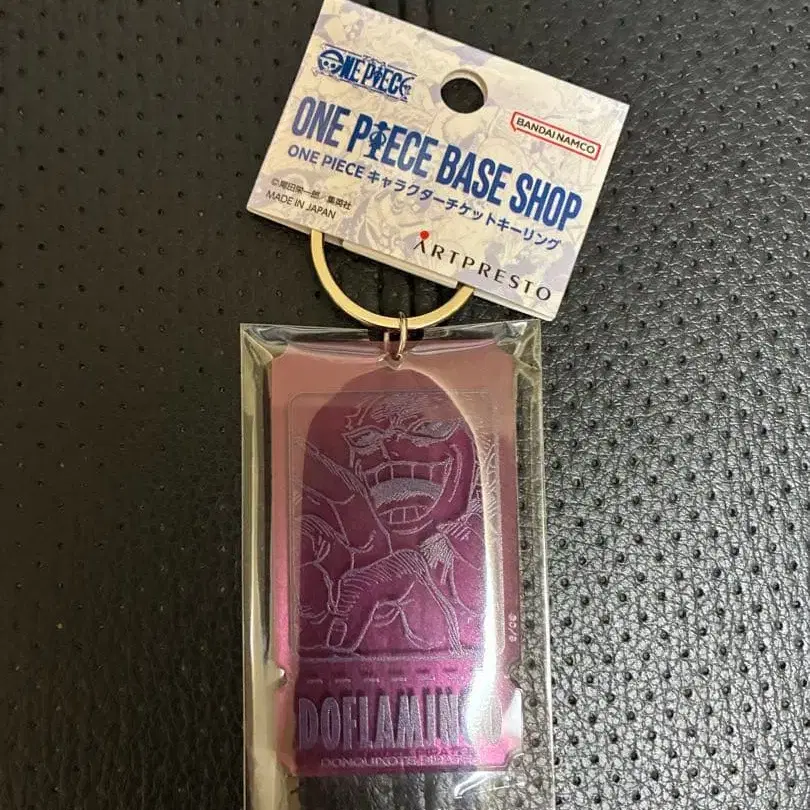 ONE PIECE
BANDAI NAMCO
ONE PIECE BASE SHOP
ONE PIECE キャラクターチケットキーリング
©尾田栄一郎/集英社
MADE IN JAPAN
ARTPRESTO
DOFLAMINGO
DONQUIXOTE PIRATES